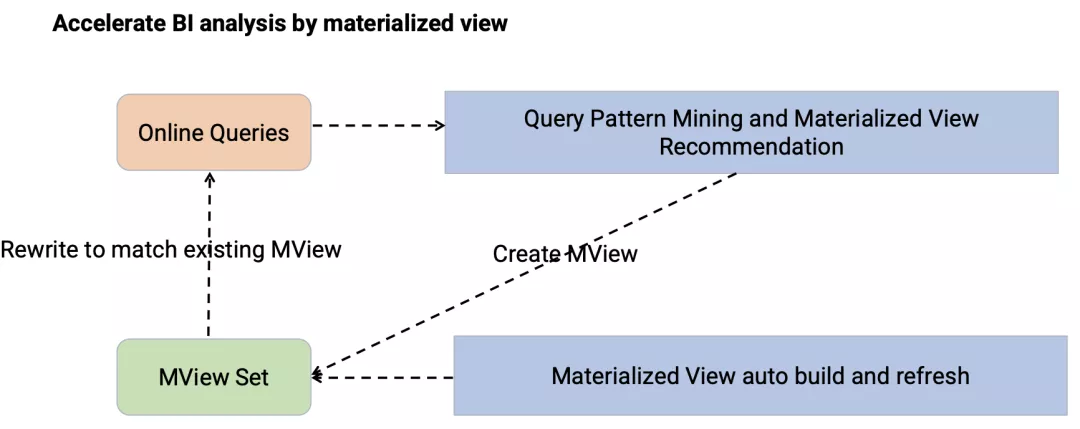 Accelerate BI analysis by materialized view
Online Queries
Query Pattern Mining and Materialized View
Recommendation
Rewrite to match existing MView
Create MView
MView Set
Materialized View auto build and refresh